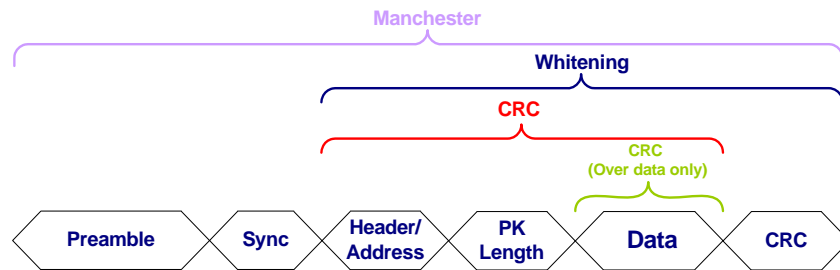 Manchester
Whitening
CRC
CRC
(Over data only)
Preamble
Sync
Header/
Address
PK
Length
Data
CRC